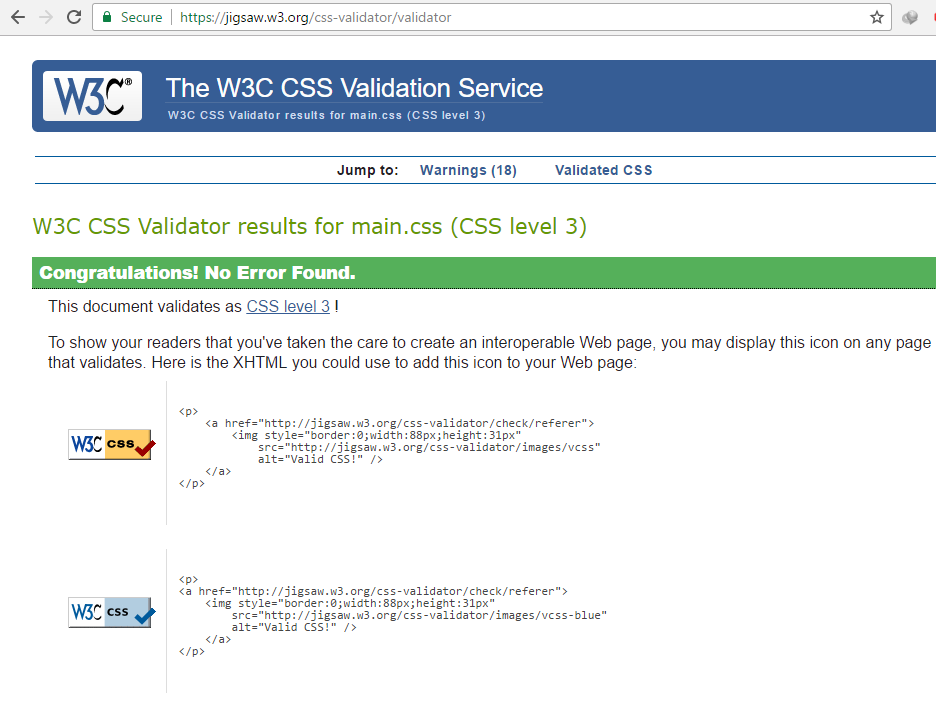 Secure https://jigsaw.w3.org/css-validator/validator
W3C® The W3C CSS Validation Service
W3C CSS Validator results for main.css (CSS level 3)
Jump to: Warnings (18) Validated CSS
W3C CSS Validator results for main.css (CSS level 3)
Congratulations! No Error Found.
This document validates as CSS level 3 !
To show your readers that you've taken the care to create an interoperable Web page, you may display this icon on any page
that validates. Here is the XHTML you could use to add this icon to your Web page:
W3C css
<p>
    <a href="http://jigsaw.w3.org/css-validator/check/referer">
        <img style="border:0;width:88px;height:31px"
            src="http://jigsaw.w3.org/css-validator/images/vcss"
            alt="Valid CSS!" />
    </a>
</p>
W3C css
<p>
<a href="http://jigsaw.w3.org/css-validator/check/referer">
    <img style="border:0;width:88px;height:31px"
        src="http://jigsaw.w3.org/css-validator/images/vcss-blue"
        alt="Valid CSS!" />
    </a>
</p>